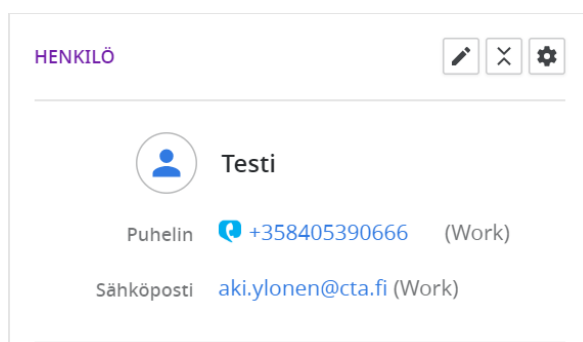 HENKILÖ
Testi
Puhelin +358405390666 (Work)
Sähköposti aki.ylonen@cta.fi (Work)